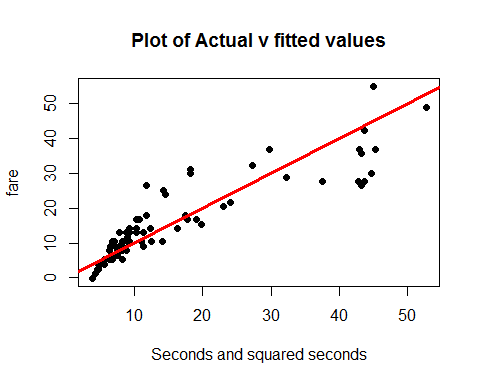 Plot of Actual v fitted values
50
40
30
20
10
0
fare
10 20 30 40 50
Seconds and squared seconds